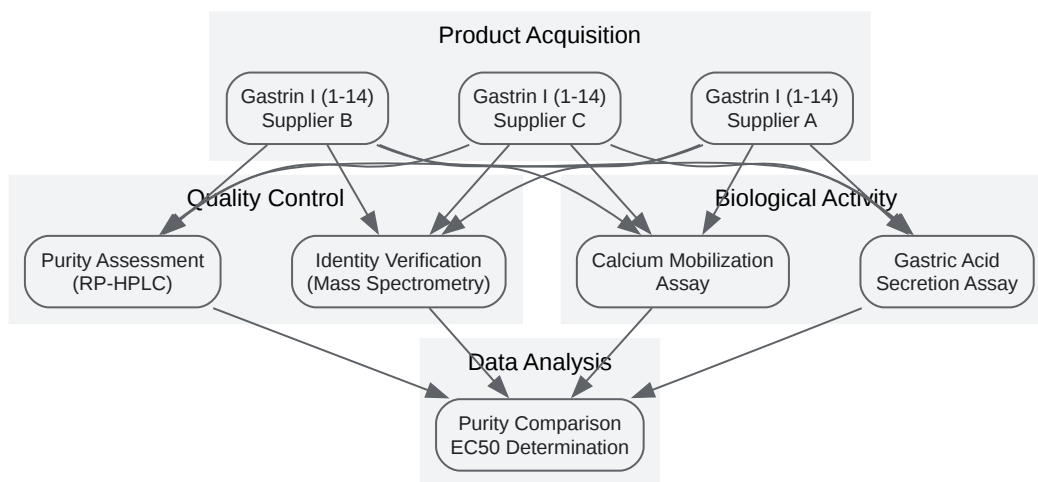 Product Acquisition
Gastrin I (1-14)
Supplier B
Gastrin I (1-14)
Supplier C
Gastrin I (1-14)
Supplier A
Quality Control
Biological Activity
Purity Assessment
(RP-HPLC)
Identity Verification
(Mass Spectrometry)
Calcium Mobilization
Assay
Gastric Acid
Secretion Assay
Data Analysis
Purity Comparison
EC50 Determination